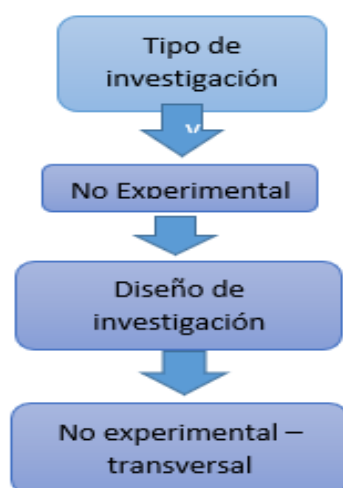 Tipo de
investigación
No Experimental
Diseño de
investigación
No experimental –
transversal